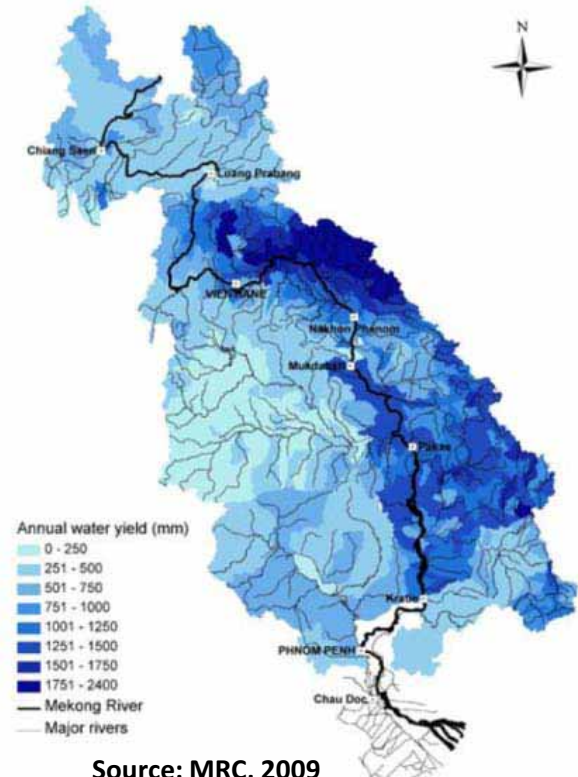 N
Chiang Saen
Luang Prabang
VIENTIANE
Nakhon Phanom
Mukdahan
Pakse
Annual water yield (mm)
0 - 250
251 - 500
501 - 750
751 - 1000
1001 - 1250
1251 - 1500
1501 - 1750
1751 - 2400
Mekong River
Major rivers
Kratie
PHNOM PENH
Chau Doc
Source: MRC, 2009